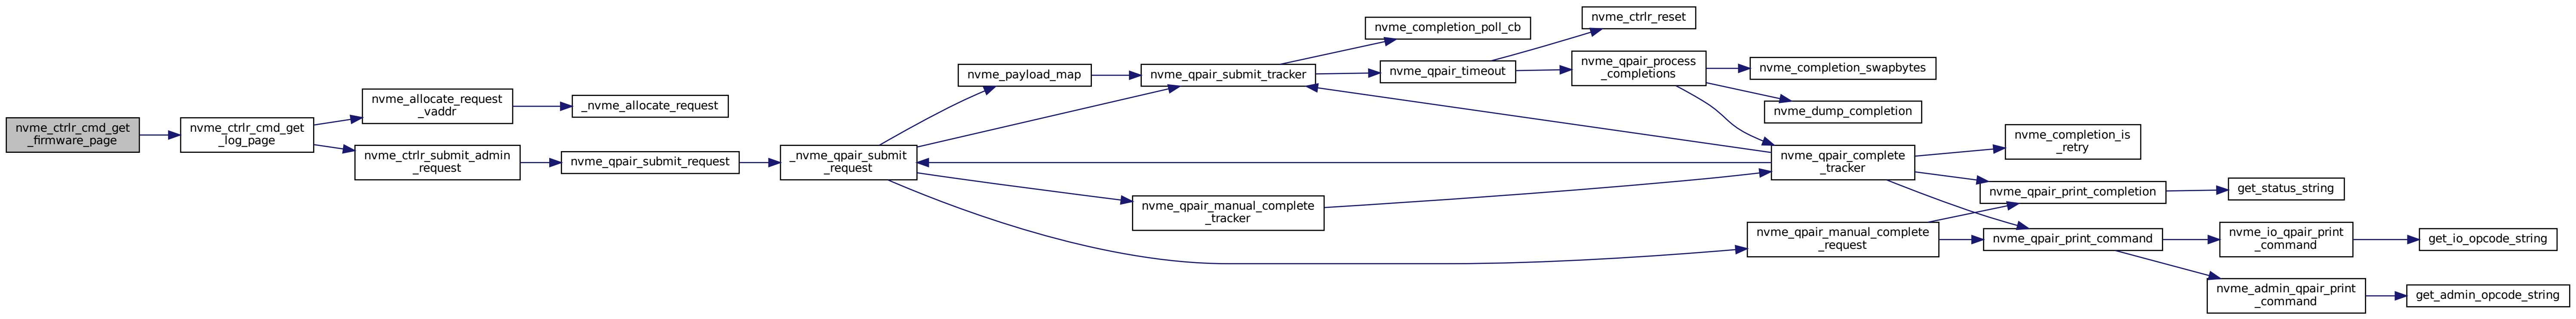 nvme_ctrlr_cmd_get
_firmware_page
nvme_ctrlr_cmd_get
_log_page
nvme_allocate_request
_vaddr
_nvme_allocate_request
nvme_ctrlr_submit_admin
_request
nvme_qpair_submit_request
_nvme_qpair_submit
_request
nvme_payload_map
nvme_qpair_submit_tracker
nvme_completion_poll_cb
nvme_qpair_timeout
nvme_ctrlr_reset
nvme_qpair_process
_completions
nvme_completion_swapbytes
nvme_dump_completion
nvme_qpair_complete
_tracker
nvme_completion_is
_retry
nvme_qpair_print_completion
get_status_string
nvme_qpair_manual_complete
_tracker
nvme_qpair_manual_complete
_request
nvme_qpair_print_command
nvme_io_qpair_print
_command
get_io_opcode_string
nvme_admin_qpair_print
_command
get_admin_opcode_string